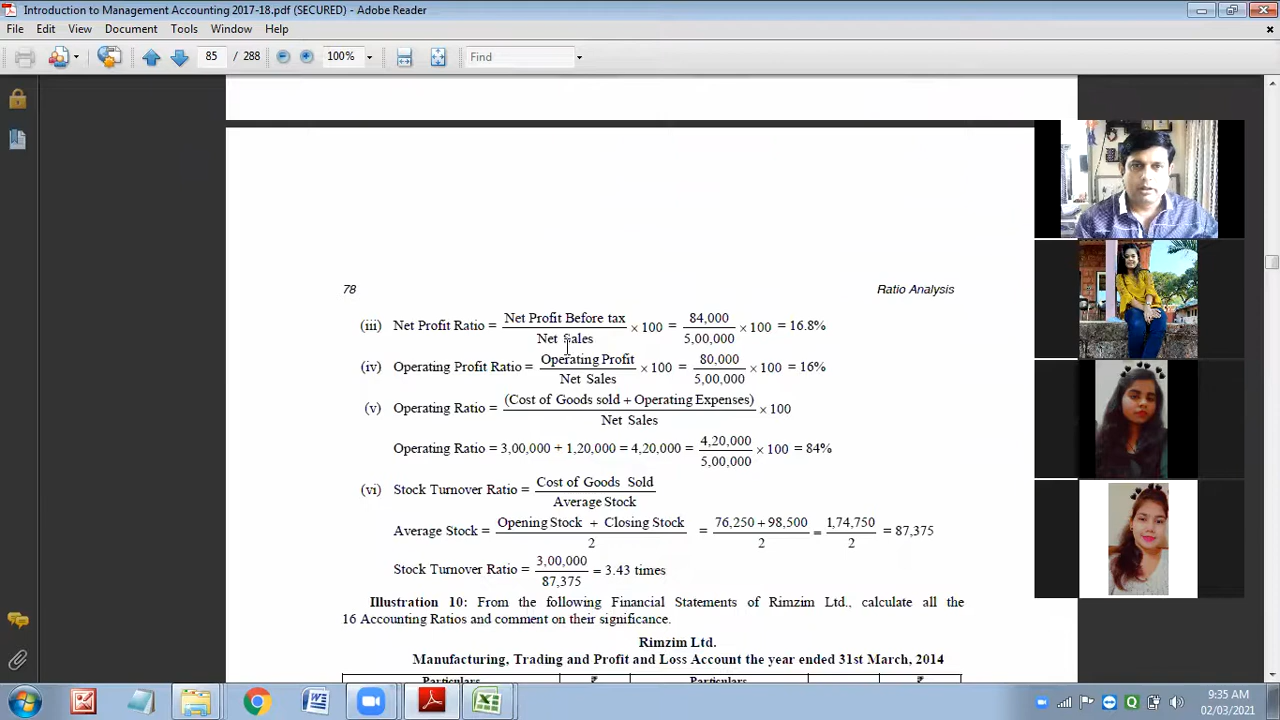 Introduction to Management Accounting 2017-18.pdf (SECURED) - Adobe Reader
File Edit View Document Tools Window Help
85 / 288 100% Find
78 Ratio Analysis
(iii) Net Profit Ratio = Net Profit Before tax / Net Sales × 100 = 84,000 / 5,00,000 × 100 = 16.8%
(iv) Operating Profit Ratio = Operating Profit / Net Sales × 100 = 80,000 / 5,00,000 × 100 = 16%
(v) Operating Ratio = (Cost of Goods sold + Operating Expenses) / Net Sales × 100
Operating Ratio = 3,00,000 + 1,20,000 = 4,20,000 = 4,20,000 / 5,00,000 × 100 = 84%
(vi) Stock Turnover Ratio = Cost of Goods Sold / Average Stock
Average Stock = Opening Stock + Closing Stock / 2 = 76,250 + 98,500 / 2 = 1,74,750 / 2 = 87,375
Stock Turnover Ratio = 3,00,000 / 87,375 = 3.43 times
Illustration 10: From the following Financial Statements of Rimzim Ltd., calculate all the
16 Accounting Ratios and comment on their significance.
Rimzim Ltd.
Manufacturing, Trading and Profit and Loss Account the year ended 31st March, 2014
Particulars ₹ Particulars ₹
9:35 AM
02/03/2021